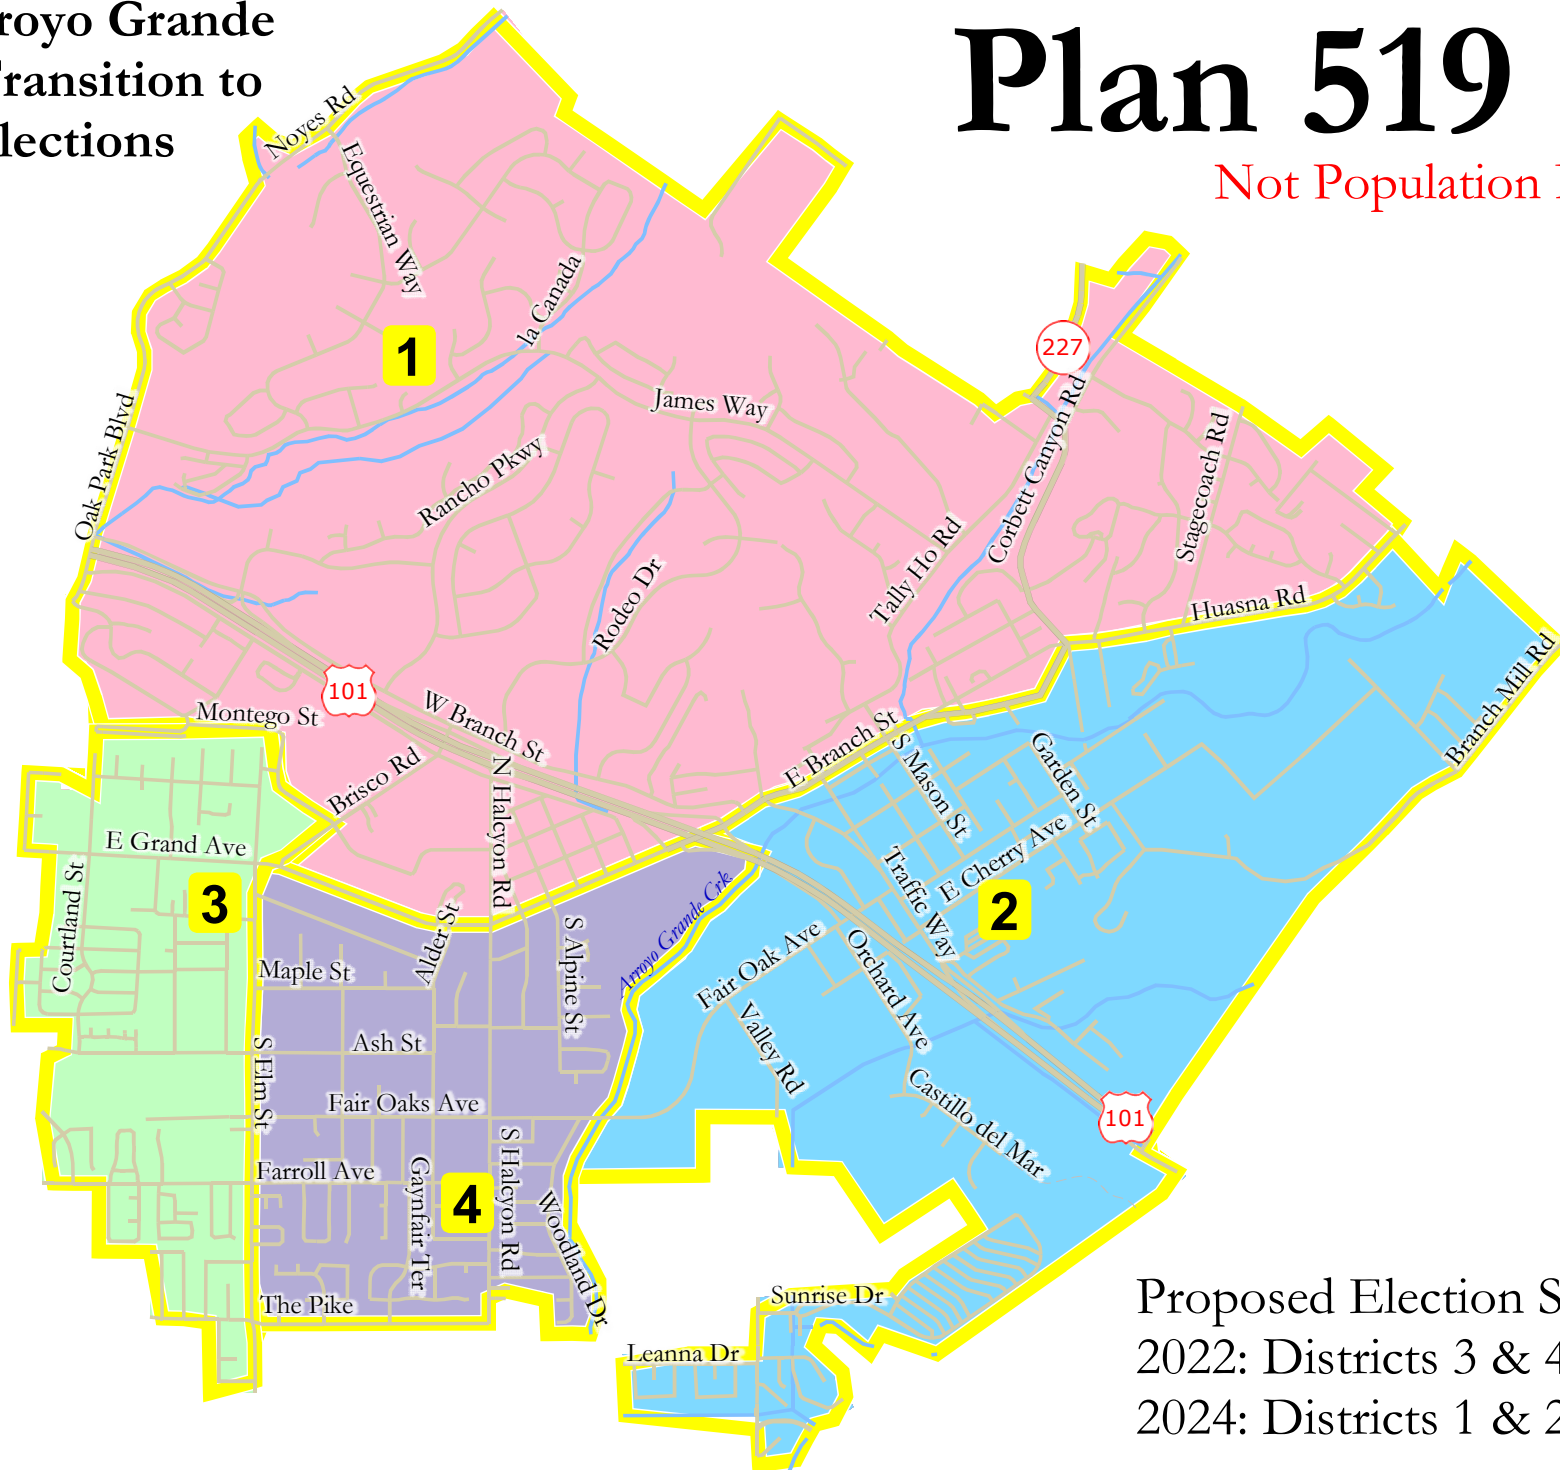 royo Grande
ransition to
lections
Plan 519
Not Population
Noyes Rd
Equestrian Way
la Canada
1
227
James Way
Oak Park Blvd
Rancho Pkwy
Corbett Canyon Rd
Stagecoach Rd
Tally Ho Rd
Rodeo Dr
Huasna Rd
Branch Mill Rd
101
Montego St
W Branch St
E Branch St
S Mason St
Garden St
Brisco Rd
N Halcyon Rd
E Grand Ave
E Cherry Ave
Traffic Way
3
2
Courtland St
Alder St
S Alpine St
Arroyo Grande Crk
Fair Oak Ave
Orchard Ave
Maple St
Valley Rd
S Elm St
Ash St
Fair Oaks Ave
Castillo del Mar
101
Farroll Ave
Gaynfair Ter
4
S Halcyon Rd
Woodland Dr
The Pike
Sunrise Dr
Leanna Dr
Proposed Election S
2022: Districts 3 & 4
2024: Districts 1 & 2